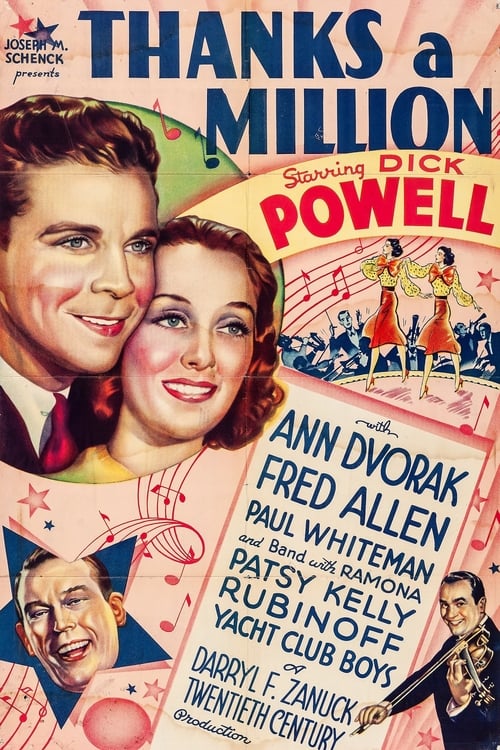 JOSEPH M.
SCHENCK
presents
THANKS a
MILLION
Starring DICK
POWELL
with
ANN DVORAK
FRED ALLEN
PAUL WHITEMAN
and Band with RAMONA
PATSY KELLY
RUBINOFF
YACHT CLUB BOYS
A
DARRYL F. ZANUCK
TWENTIETH CENTURY
Production